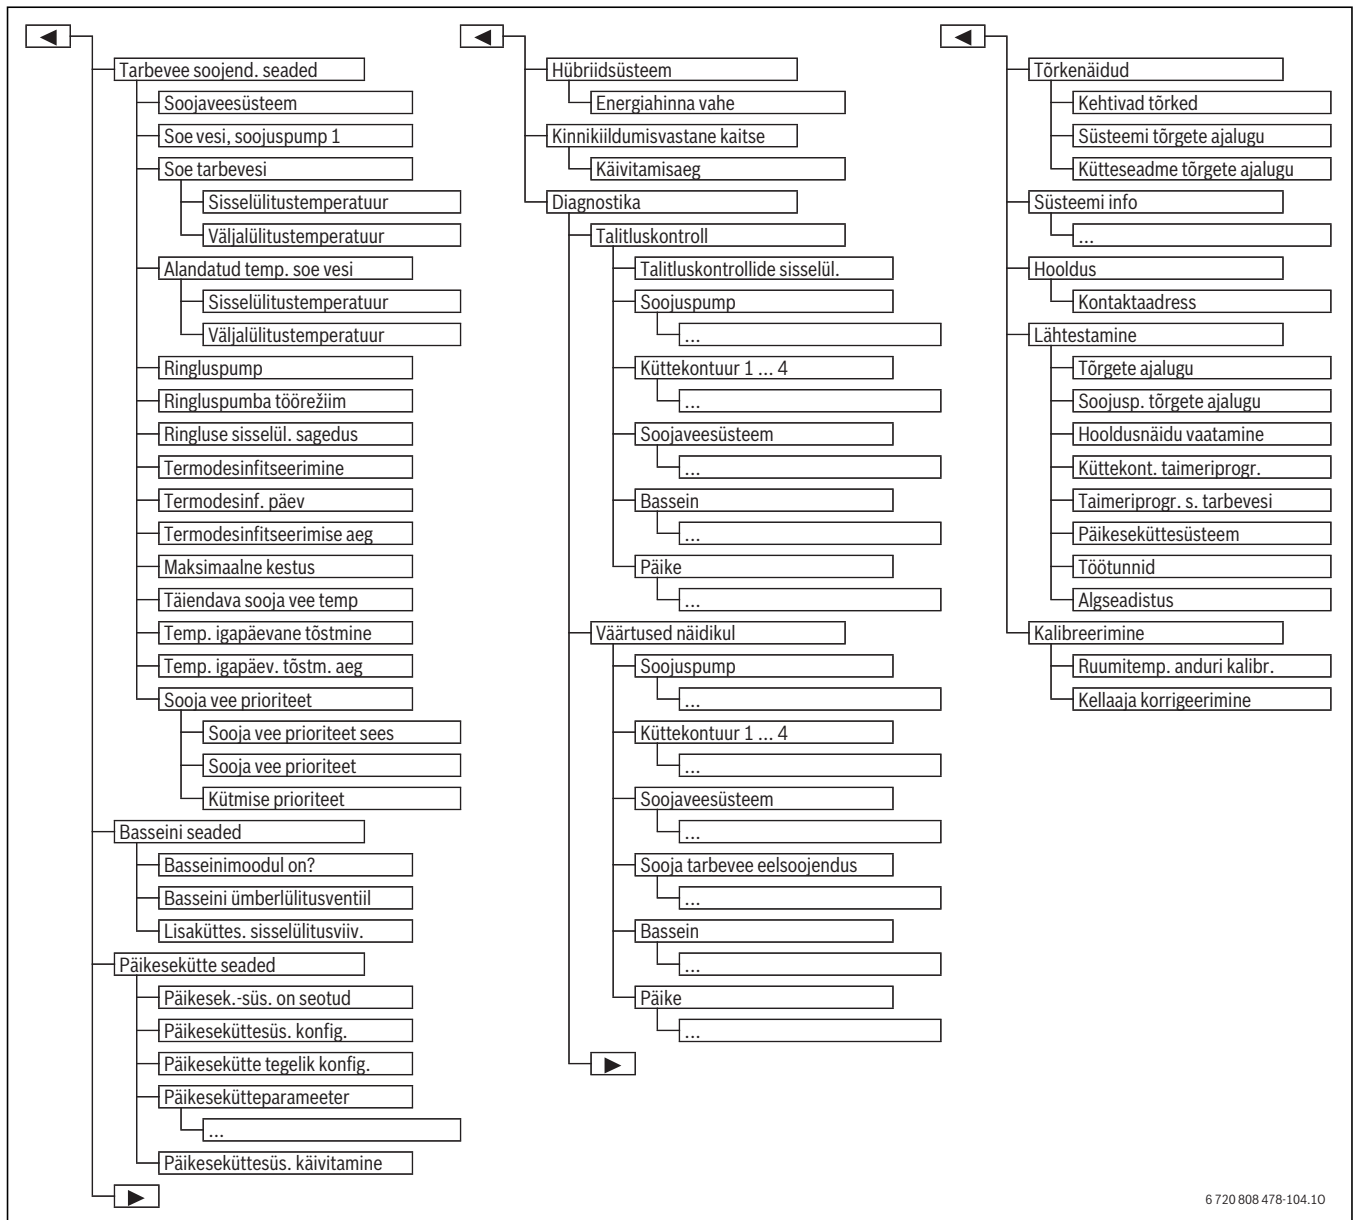 Tarbevee soojend. seaded
Soojaveesüsteem
Soe vesi, soojuspump 1
Soe tarbevesi
Sisselülitustemperatuur
Väljalülitustemperatuur
Alandatud temp. soe vesi
Sisselülitustemperatuur
Väljalülitustemperatuur
Ringluspump
Ringluspumba töörežiim
Ringluse sisselül. sagedus
Termodesinfitseerimine
Termodesinf. päev
Termodesinfitseerimise aeg
Maksimaalne kestus
Täiendava sooja vee temp
Temp. igapäevane tõstmine
Temp. igapäev. tõstm. aeg
Sooja vee prioriteet
Sooja vee prioriteet sees
Sooja vee prioriteet
Kütmise prioriteet
Basseini seaded
Basseinimoodul on?
Basseini ümberlülitusventiil
Lisaküttes. sisselülitusviiv.
Päikesekütte seaded
Päikesek.-süs. on seotud
Päikeseküttesüs. konfig.
Päikesekütte tegelik konfig.
Päikesekütteparameeter
...
Päikeseküttesüs. käivitamine
Hübriidsüsteem
Energiahinna vahe
Kinnikiildumisvastane kaitse
Käivitamisaeg
Diagnostika
Talitluskontroll
Talitluskontrollide sisselül.
Soojuspump
...
Küttekontuur 1 ... 4
...
Soojaveesüsteem
...
Bassein
...
Päike
...
Väärtused näidikul
Soojuspump
...
Küttekontuur 1 ... 4
...
Soojaveesüsteem
...
Sooja tarbevee eelsoojendus
...
Bassein
...
Päike
...
Tõrkenäidud
Kehtivad tõrked
Süsteemi tõrgete ajalugu
Kütteseadme tõrgete ajalugu
Süsteemi info
...
Hooldus
Kontaktaadress
Lähtestamine
Tõrgete ajalugu
Soojusp. tõrgete ajalugu
Hooldusnäidu vaatamine
Küttekont. taimeriprogr.
Taimeriprogr. s. tarbevesi
Päikeseküttesüsteem
Töötunnid
Algseadistus
Kalibreerimine
Ruumitemp. anduri kalibr.
Kellaaja korrigeerimine
6 720 808 478-104.1O